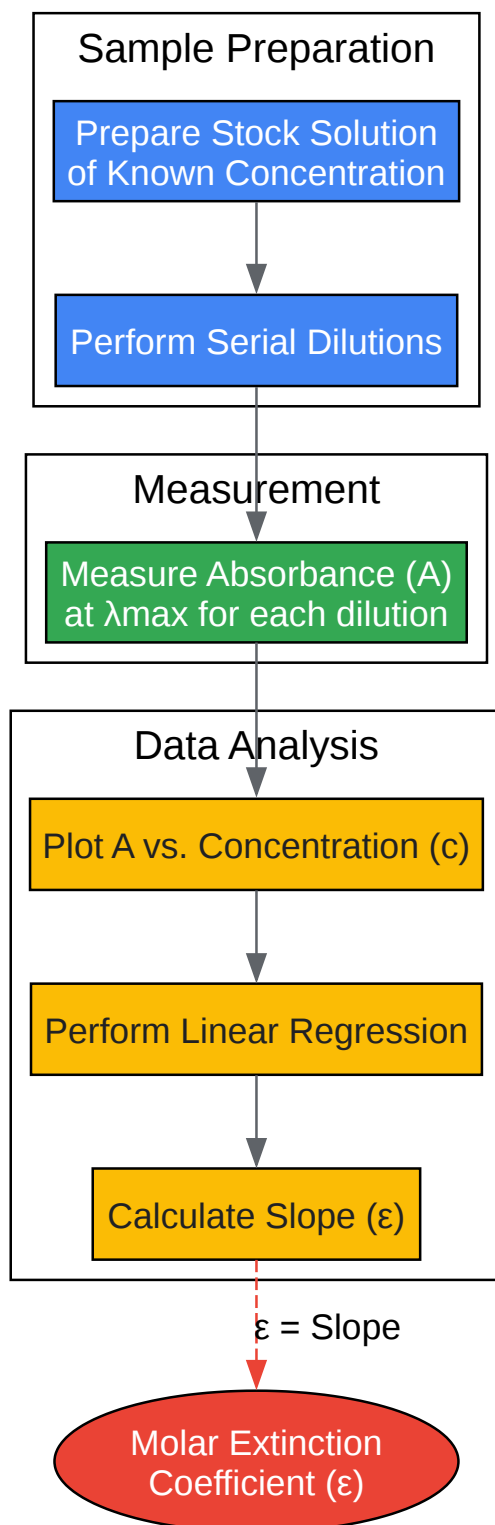 Sample Preparation
Prepare Stock Solution
of Known Concentration
Perform Serial Dilutions
Measurement
Measure Absorbance (A)
at λmax for each dilution
Data Analysis
Plot A vs. Concentration (c)
Perform Linear Regression
Calculate Slope (ε)
ε = Slope
Molar Extinction
Coefficient (ε)